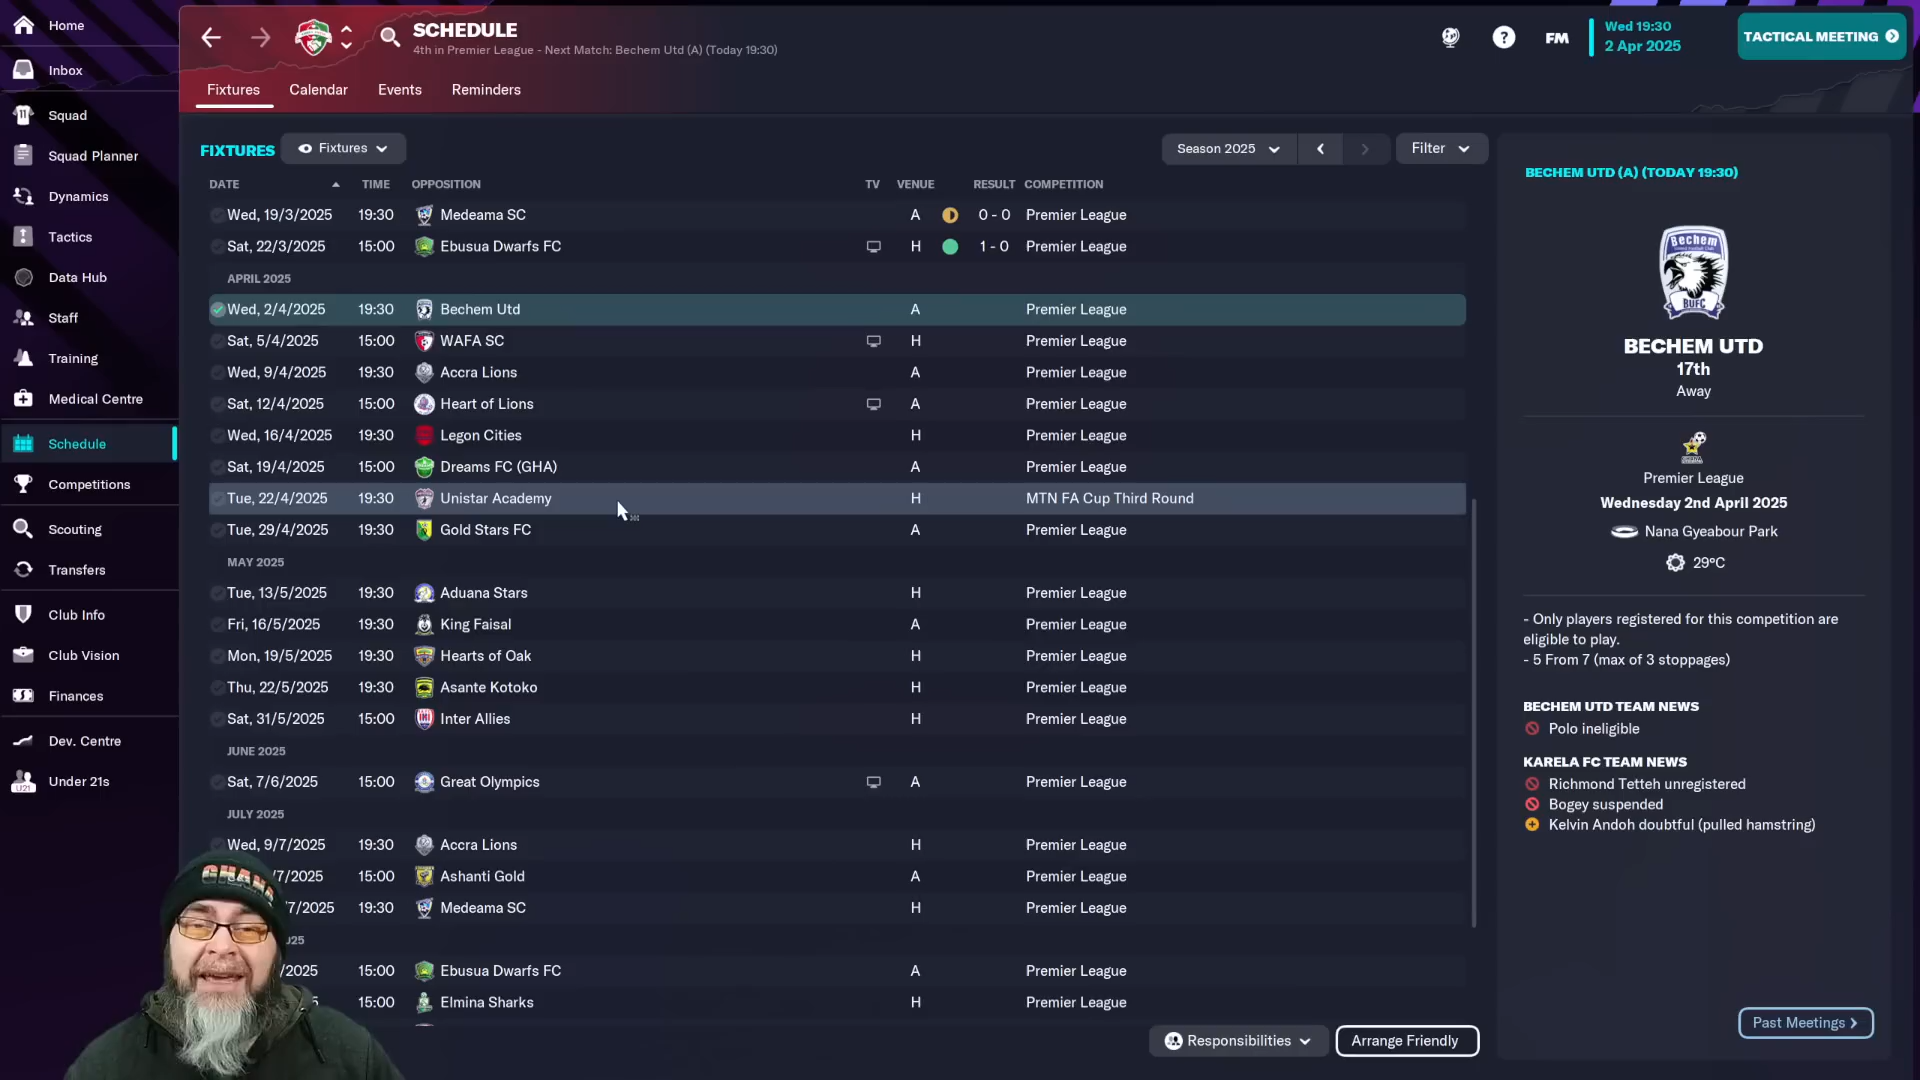 Home
Inbox
Squad
Squad Planner
Dynamics
Tactics
Data Hub
Staff
Training
Medical Centre
Schedule
Competitions
Scouting
Transfers
Club Info
Club Vision
Finances
Dev. Centre
U21
Under 21s
SCHEDULE
4th in Premier League - Next Match: Bechem Utd (A) (Today 19:30)
FM
Wed 19:30
2 Apr 2025
TACTICAL MEETING
Fixtures Calendar Events Reminders
FIXTURES Fixtures Season 2025 Filter
DATE TIME OPPOSITION TV VENUE RESULT COMPETITION
Wed, 19/3/2025 19:30 Medeama SC A 0 - 0 Premier League
Sat, 22/3/2025 15:00 Ebusua Dwarfs FC H 1 - 0 Premier League
APRIL 2025
Wed, 2/4/2025 19:30 Bechem Utd A Premier League
Sat, 5/4/2025 15:00 WAFA SC H Premier League
Wed, 9/4/2025 19:30 Accra Lions A Premier League
Sat, 12/4/2025 15:00 Heart of Lions A Premier League
Wed, 16/4/2025 19:30 Legon Cities H Premier League
Sat, 19/4/2025 15:00 Dreams FC (GHA) A Premier League
Tue, 22/4/2025 19:30 Unistar Academy H MTN FA Cup Third Round
Tue, 29/4/2025 19:30 Gold Stars FC A Premier League
MAY 2025
Tue, 13/5/2025 19:30 Aduana Stars H Premier League
Fri, 16/5/2025 19:30 King Faisal A Premier League
Mon, 19/5/2025 19:30 Hearts of Oak H Premier League
Thu, 22/5/2025 19:30 Asante Kotoko H Premier League
Sat, 31/5/2025 15:00 Inter Allies H Premier League
JUNE 2025
Sat, 7/6/2025 15:00 Great Olympics A Premier League
JULY 2025
Wed, 9/7/2025 19:30 Accra Lions H Premier League
/7/2025 15:00 Ashanti Gold A Premier League
/7/2025 19:30 Medeama SC H Premier League
025
/2025 15:00 Ebusua Dwarfs FC A Premier League
5 15:00 Elmina Sharks H Premier League
Responsibilities Arrange Friendly
BECHEM UTD (A) (TODAY 19:30)
Bechem
BUFC
BECHEM UTD
17th
Away
Premier League
Wednesday 2nd April 2025
Nana Gyeabour Park
29°C
- Only players registered for this competition are
eligible to play.
- 5 From 7 (max of 3 stoppages)
BECHEM UTD TEAM NEWS
Polo ineligible
KARELA FC TEAM NEWS
Richmond Tetteh unregistered
Bogey suspended
Kelvin Andoh doubtful (pulled hamstring)
Past Meetings
GHANA